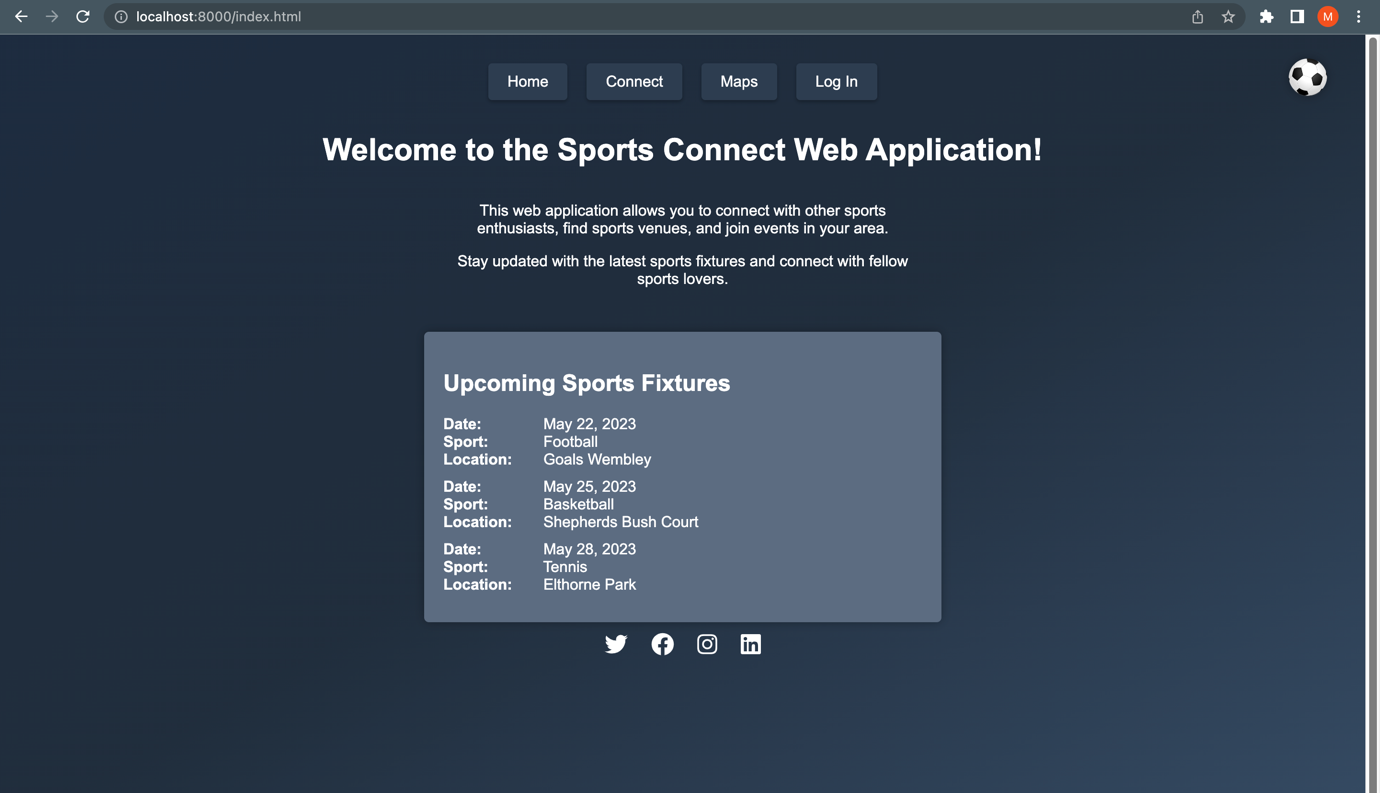 localhost:8000/index.html
M
Home Connect Maps Log In
Welcome to the Sports Connect Web Application!
This web application allows you to connect with other sports
enthusiasts, find sports venues, and join events in your area.
Stay updated with the latest sports fixtures and connect with fellow
sports lovers.
Upcoming Sports Fixtures
Date: May 22, 2023
Sport: Football
Location: Goals Wembley
Date: May 25, 2023
Sport: Basketball
Location: Shepherds Bush Court
Date: May 28, 2023
Sport: Tennis
Location: Elthorne Park
in